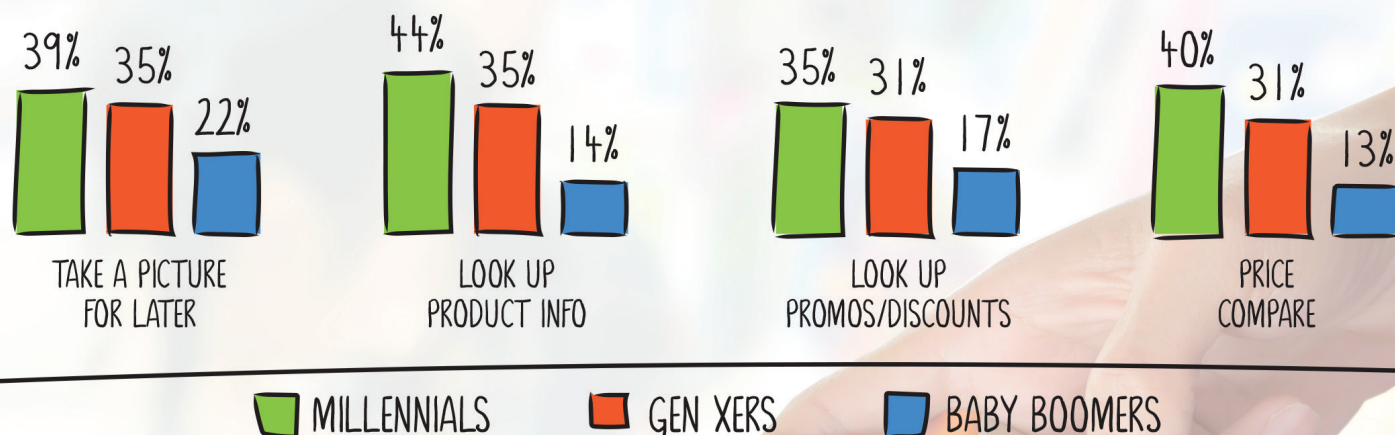 39% 35% 22%
44% 35% 14%
35% 31% 17%
40% 31% 13%
TAKE A PICTURE
FOR LATER
LOOK UP
PRODUCT INFO
LOOK UP
PROMOS/DISCOUNTS
PRICE
COMPARE
MILLENNIALS
GEN XERS
BABY BOOMERS